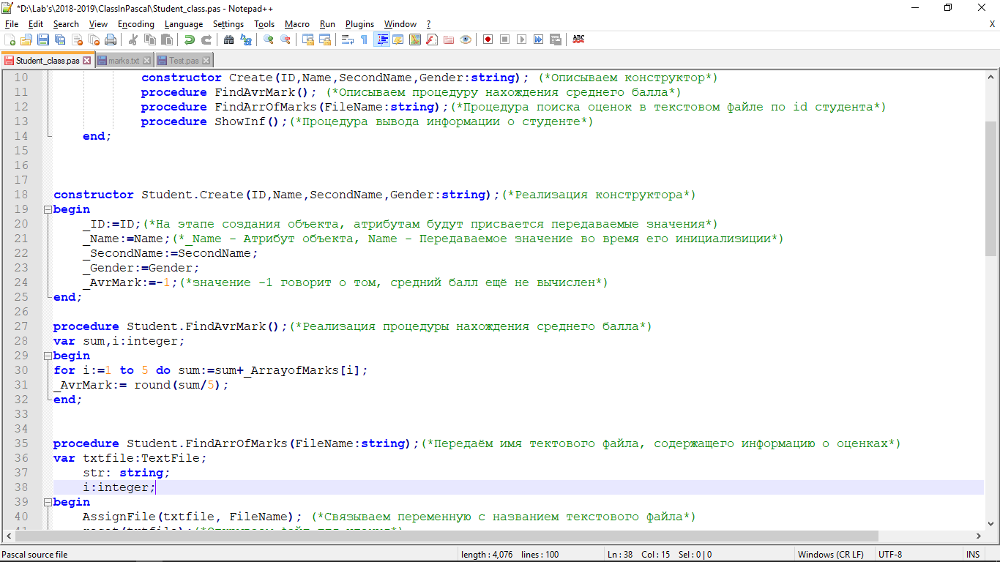 *D:\Lab's\2018-2019\ClassInPascal\Student_class.pas - Notepad++
File Edit Search View Encoding Language Settings Tools Macro Run Plugins Window ? X
Student_class.pas marks.txt Test.pas
10 constructor Create(ID,Name,SecondName,Gender:string); (*Описываем конструктор*)
11 procedure FindAvrMark(); (*Описываем процедуру нахождения среднего балла*)
12 procedure FindArrOfMarks(FileName:string);(*Процедура поиска оценок в текстовом файле по id студента*)
13 procedure ShowInf();(*Процедура вывода информации о студенте*)
14 end;
15
16
17
18 constructor Student.Create(ID,Name,SecondName,Gender:string);(*Реализация конструктора*)
19 begin
20 _ID:=ID;(*На этапе создания объекта, атрибутам будут присвается передаваемые значения*)
21 _Name:=Name;(*_Name - Атрибут объекта, Name - Передаваемое значение во время его инициализиции*)
22 _SecondName:=SecondName;
23 _Gender:=Gender;
24 _AvrMark:=-1;(*значение -1 говорит о том, средний балл ещё не вычислен*)
25 end;
26
27 procedure Student.FindAvrMark();(*Реализация процедуры нахождения среднего балла*)
28 var sum,i:integer;
29 begin
30 for i:=1 to 5 do sum:=sum+_ArrayofMarks[i];
31 _AvrMark:= round(sum/5);
32 end;
33
34
35 procedure Student.FindArrOfMarks(FileName:string);(*Передаём имя тектового файла, содержащего информацию о оценках*)
36 var txtfile:TextFile;
37 str: string;
38 i:integer;
39 begin
40 AssignFile(txtfile, FileName); (*Связываем переменную с названием текстового файла*)
Pascal source file length : 4,076 lines : 100 Ln : 38 Col : 15 Sel : 0 | 0 Windows (CR LF) UTF-8 INS